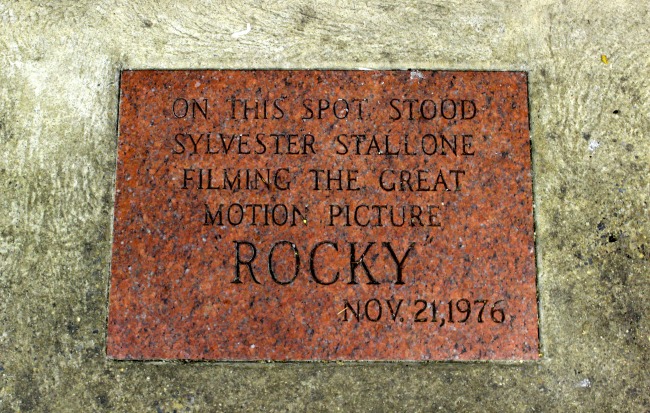 ON THIS SPOT STOOD
SYLVESTER STALLONE
FILMING THE GREAT
MOTION PICTURE
"ROCKY"
NOV. 21,1976